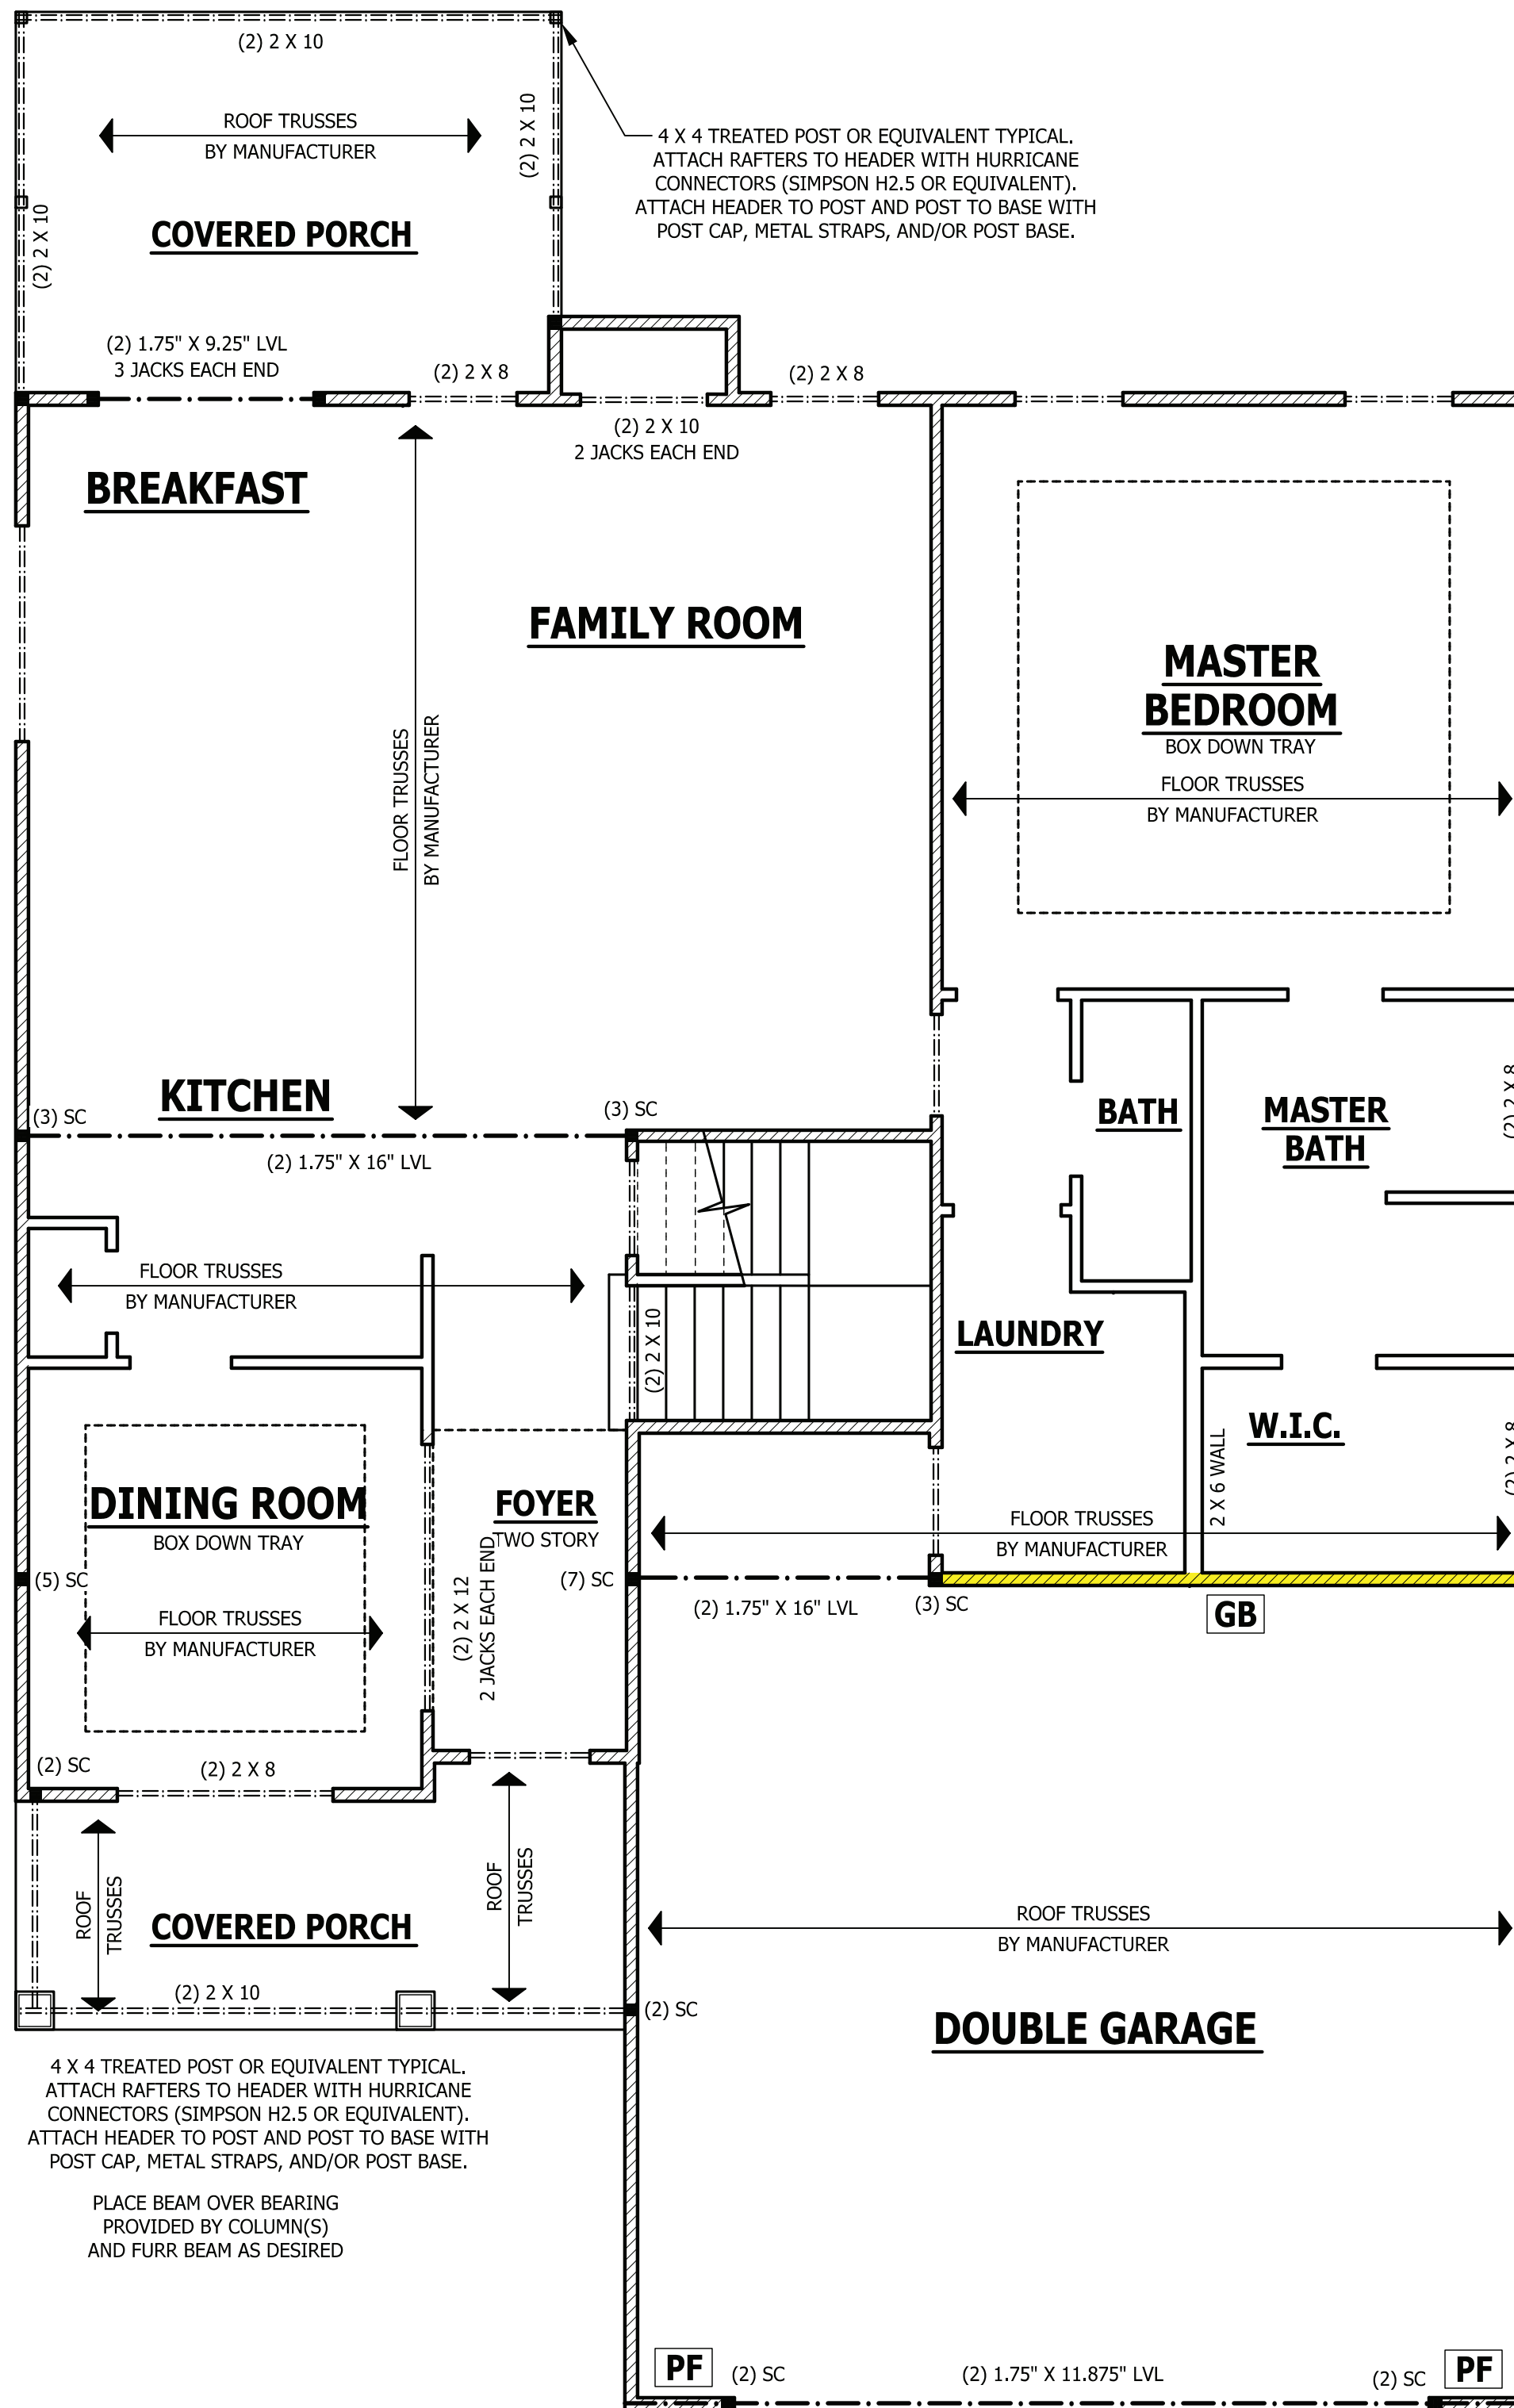 (2) 2 X 10
ROOF TRUSSES
BY MANUFACTURER
(2) 2 X 10
(2) 2 X 10
COVERED PORCH
4 X 4 TREATED POST OR EQUIVALENT TYPICAL.
ATTACH RAFTERS TO HEADER WITH HURRICANE
CONNECTORS (SIMPSON H2.5 OR EQUIVALENT).
ATTACH HEADER TO POST AND POST TO BASE WITH
POST CAP, METAL STRAPS, AND/OR POST BASE.
(2) 1.75" X 9.25" LVL
3 JACKS EACH END
(2) 2 X 8
(2) 2 X 8
(2) 2 X 10
2 JACKS EACH END
BREAKFAST
FAMILY ROOM
FLOOR TRUSSES
BY MANUFACTURER
MASTER
BEDROOM
BOX DOWN TRAY
FLOOR TRUSSES
BY MANUFACTURER
KITCHEN
(3) SC
(3) SC
(2) 1.75" X 16" LVL
BATH
MASTER
BATH
(2) 2 X 8
FLOOR TRUSSES
BY MANUFACTURER
(2) 2 X 10
LAUNDRY
W.I.C.
2 X 6 WALL
(2) 2 X 8
DINING ROOM
BOX DOWN TRAY
FOYER
TWO STORY
(2) 2 X 12
2 JACKS EACH END
FLOOR TRUSSES
BY MANUFACTURER
(5) SC
(7) SC
(2) 1.75" X 16" LVL
(3) SC
GB
FLOOR TRUSSES
BY MANUFACTURER
(2) SC
(2) 2 X 8
ROOF
TRUSSES
ROOF
TRUSSES
COVERED PORCH
(2) 2 X 10
(2) SC
ROOF TRUSSES
BY MANUFACTURER
DOUBLE GARAGE
4 X 4 TREATED POST OR EQUIVALENT TYPICAL.
ATTACH RAFTERS TO HEADER WITH HURRICANE
CONNECTORS (SIMPSON H2.5 OR EQUIVALENT).
ATTACH HEADER TO POST AND POST TO BASE WITH
POST CAP, METAL STRAPS, AND/OR POST BASE.
PLACE BEAM OVER BEARING
PROVIDED BY COLUMN(S)
AND FURR BEAM AS DESIRED
PF
(2) SC
(2) 1.75" X 11.875" LVL
(2) SC
PF